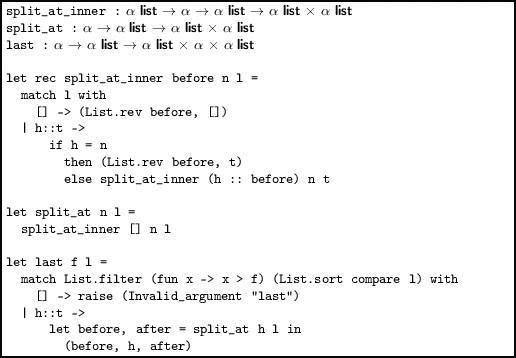 split_at_inner : α list → α → α list → α list × α list
split_at : α → α list → α list × α list
last : α → α list → α list × α × α list
let rec split_at_inner before n l =
match l with
[] -> (List.rev before, [])
| h::t ->
if h = n
then (List.rev before, t)
else split_at_inner (h :: before) n t
let split_at n l =
split_at_inner [] n l
let last f l =
match List.filter (fun x -> x > f) (List.sort compare l) with
[] -> raise (Invalid_argument "last")
| h::t ->
let before, after = split_at h l in
(before, h, after)